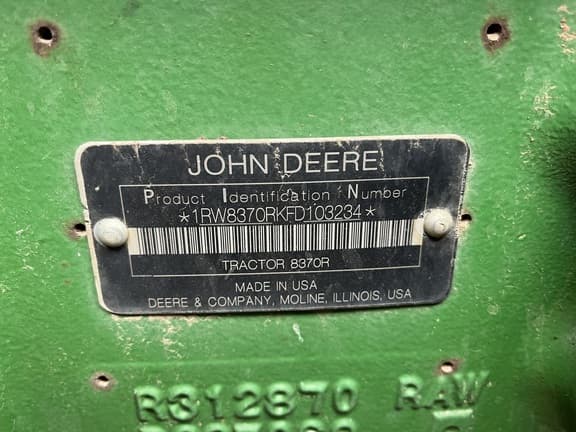 JOHN DEERE
Product Identification Number
*1RW8370RKFD103234*
TRACTOR 8370R
MADE IN USA
DEERE & COMPANY, MOLINE, ILLINOIS, USA
R312870 RAW